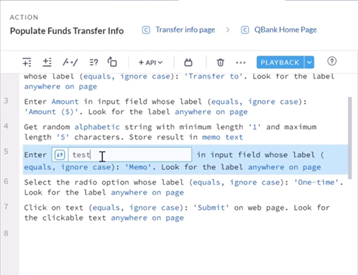 ACTION
Populate Funds Transfer Info
Transfer info page
QBank Home Page
+ API
PLAYBACK
whose label (equals, ignore case): 'Transfer to'. Look for the label
anywhere on page
3 Enter Amount in input field whose label (equals, ignore case):
'Amount ($)'. Look for the label anywhere on page
4 Get random alphabetic string with minimum length '1' and maximum
length '5' characters. Store result in memo text
5 Enter test in input field whose label (
equals, ignore case): 'Memo'. Look for the label anywhere on page
6 Select the radio option whose label (equals, ignore case): 'One-time'.
Look for the label anywhere on page
7 Click on text (equals, ignore case): 'Submit' on web page. Look for
the clickable text anywhere on page
8